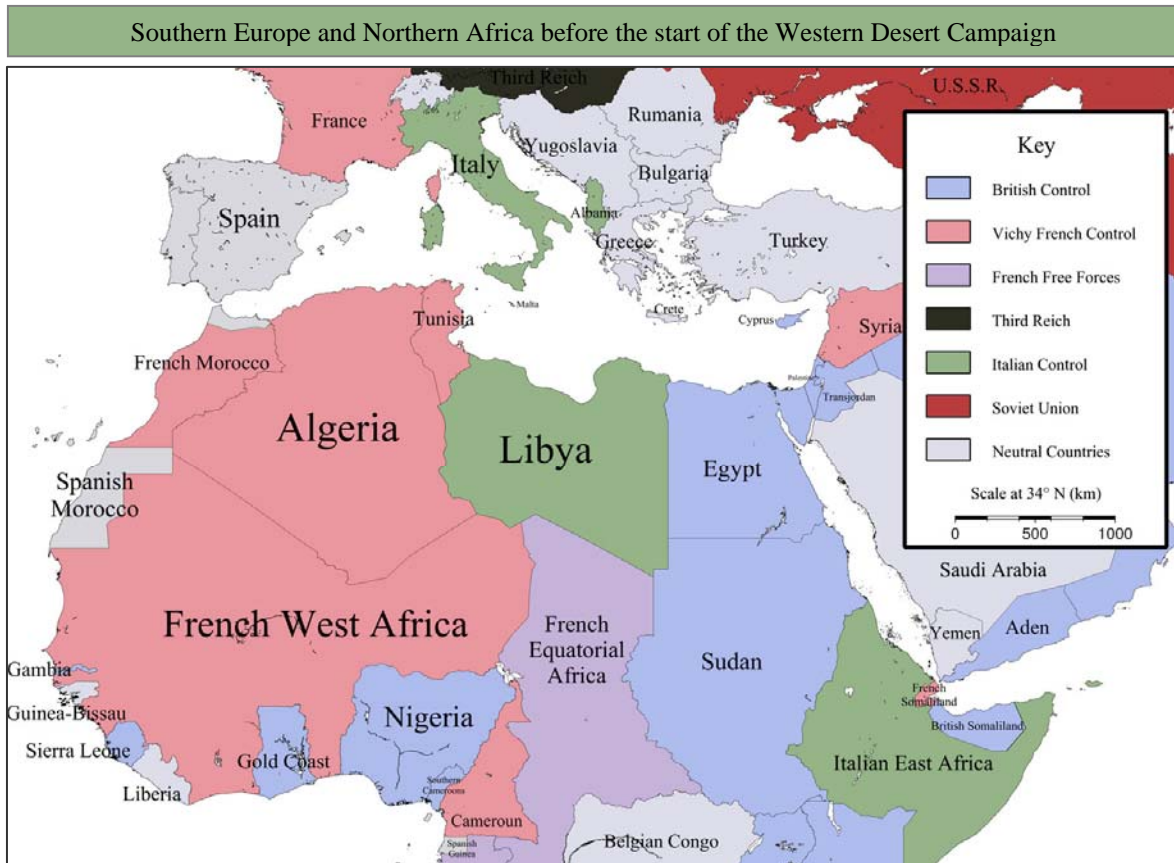 Southern Europe and Northern Africa before the start of the Western Desert Campaign
Third Reich
U.S.S.R.
France
Rumania
Yugoslavia
Italy
Bulgaria
Spain
Albania
Greece
Turkey
Malta
Crete
Cyprus
Syria
Tunisia
French Morocco
Palestine
Transjordan
Algeria
Libya
Egypt
Spanish
Morocco
Key
British Control
Vichy French Control
French Free Forces
Third Reich
Italian Control
Soviet Union
Neutral Countries
Scale at 34° N (km)
0
500
1000
Saudi Arabia
French West Africa
French
Equatorial
Africa
Sudan
Yemen
Aden
Gambia
Guinea-Bissau
Sierra Leone
Liberia
Gold Coast
Nigeria
Southern
Cameroons
Cameroun
Spanish
Guinea
French
Somaliland
British Somaliland
Italian East Africa
Belgian Congo